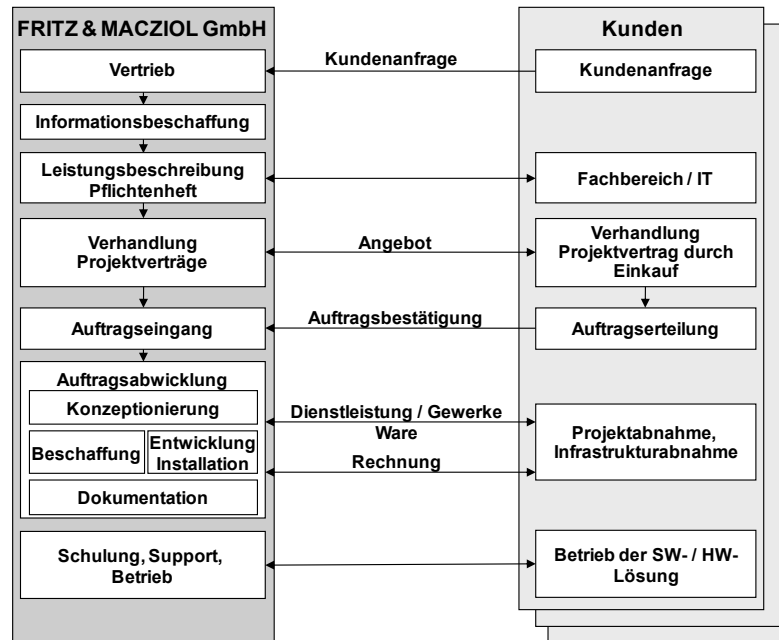 FRITZ & MACZIOL GmbH
Kunden
Vertrieb
Kundenanfrage
Kundenanfrage
Informationsbeschaffung
Leistungsbeschreibung
Pflichtenheft
Fachbereich / IT
Verhandlung
Projektverträge
Angebot
Verhandlung
Projektvertrag durch
Einkauf
Auftragseingang
Auftragsbestätigung
Auftragserteilung
Auftragsabwicklung
Konzeptionierung
Beschaffung
Entwicklung
Installation
Dokumentation
Dienstleistung / Gewerke
Ware
Rechnung
Projektabnahme,
Infrastrukturabnahme
Schulung, Support,
Betrieb
Betrieb der SW- / HW-
Lösung